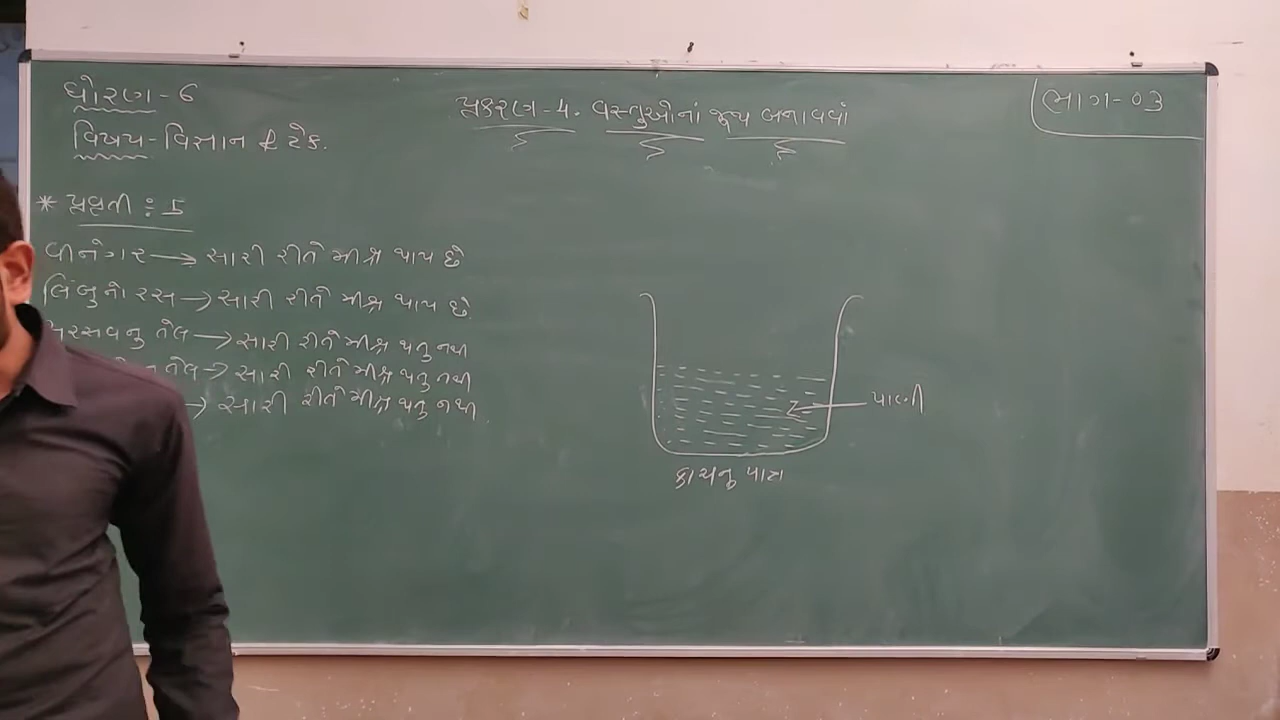 ધોરણ-6
વિષય-વિજ્ઞાન & ટેક.
પ્રકરણ-4. વસ્તુઓનાં જૂથ બનાવવાં
ભાગ-03
* પ્રવૃતી : 5
વીનેગર → સારી રીતે મીશ્ર થાય છે
લિંબુનો રસ → સારી રીતે મીશ્ર થાય છે.
સરસવનુ તેલ → સારી રીતે મીશ્ર થતુ નથી
તેલ → સારી રીતે મીશ્ર થતુ નથી
→ સારી રીતે મીશ્ર થતુ નથી.
પાણી
કાચનુ પાત્ર